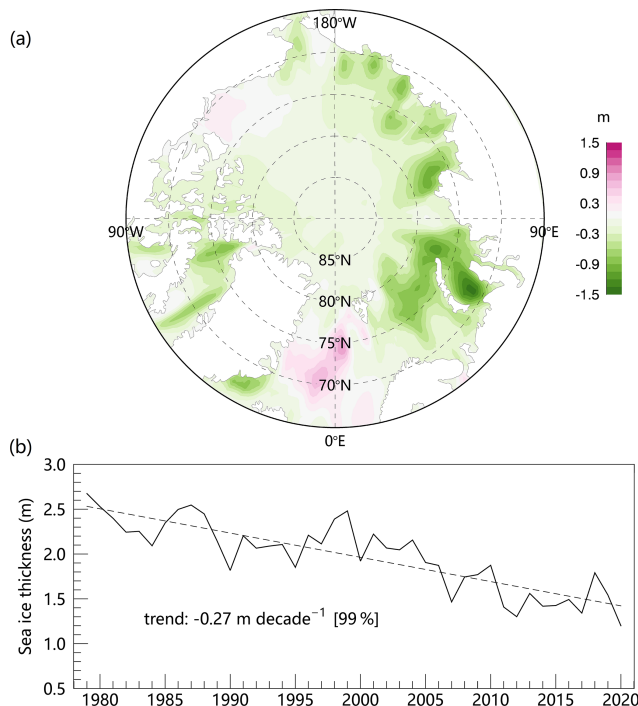 (a)
180°W
m
1.5
0.9
0.3
-0.3
-0.9
-1.5
90°W
90°E
85°N
80°N
75°N
70°N
0°E
(b)
Sea ice thickness (m)
3.0
2.5
2.0
1.5
1.0
0.5
trend: -0.27 m decade⁻¹ [99 %]
1980 1985 1990 1995 2000 2005 2010 2015 2020